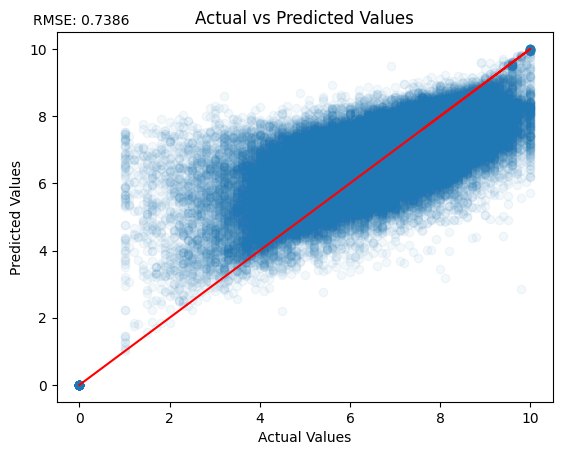 RMSE: 0.7386
Actual vs Predicted Values
10
8
6
4
2
0
Predicted Values
0 2 4 6 8 10
Actual Values